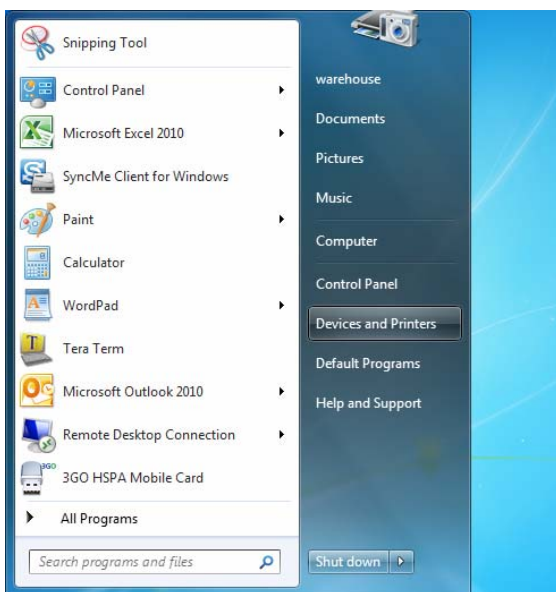 Snipping Tool
Control Panel
Microsoft Excel 2010
SyncMe Client for Windows
Paint
Calculator
WordPad
Tera Term
Microsoft Outlook 2010
Remote Desktop Connection
3GO
3GO HSPA Mobile Card
All Programs
Search programs and files
warehouse
Documents
Pictures
Music
Computer
Control Panel
Devices and Printers
Default Programs
Help and Support
Shut down